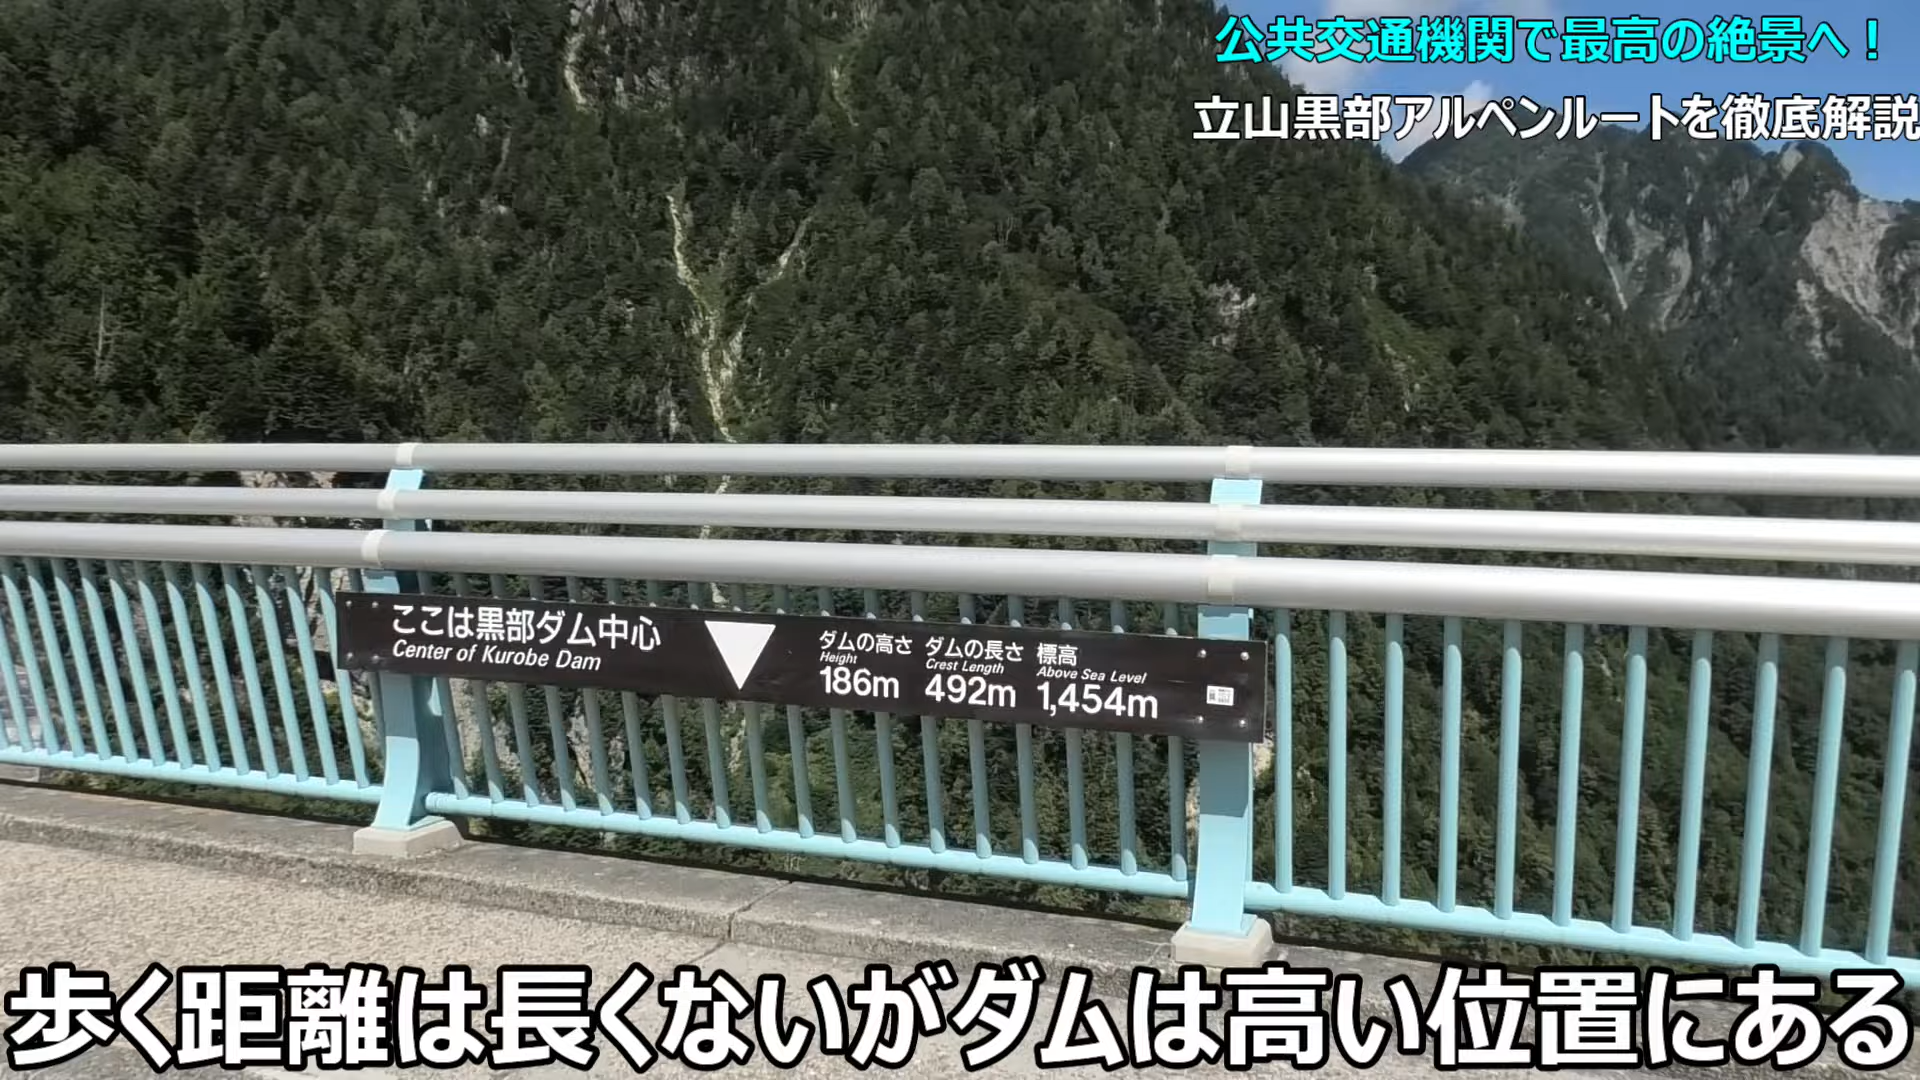 公共交通機関で最高の絶景へ！
立山黒部アルペンルートを徹底解説
ここは黒部ダム中心
Center of Kurobe Dam
ダムの高さ
Height
186m
ダムの長さ
Crest Length
492m
標高
Above Sea Level
1,454m
歩く距離は長くないがダムは高い位置にある